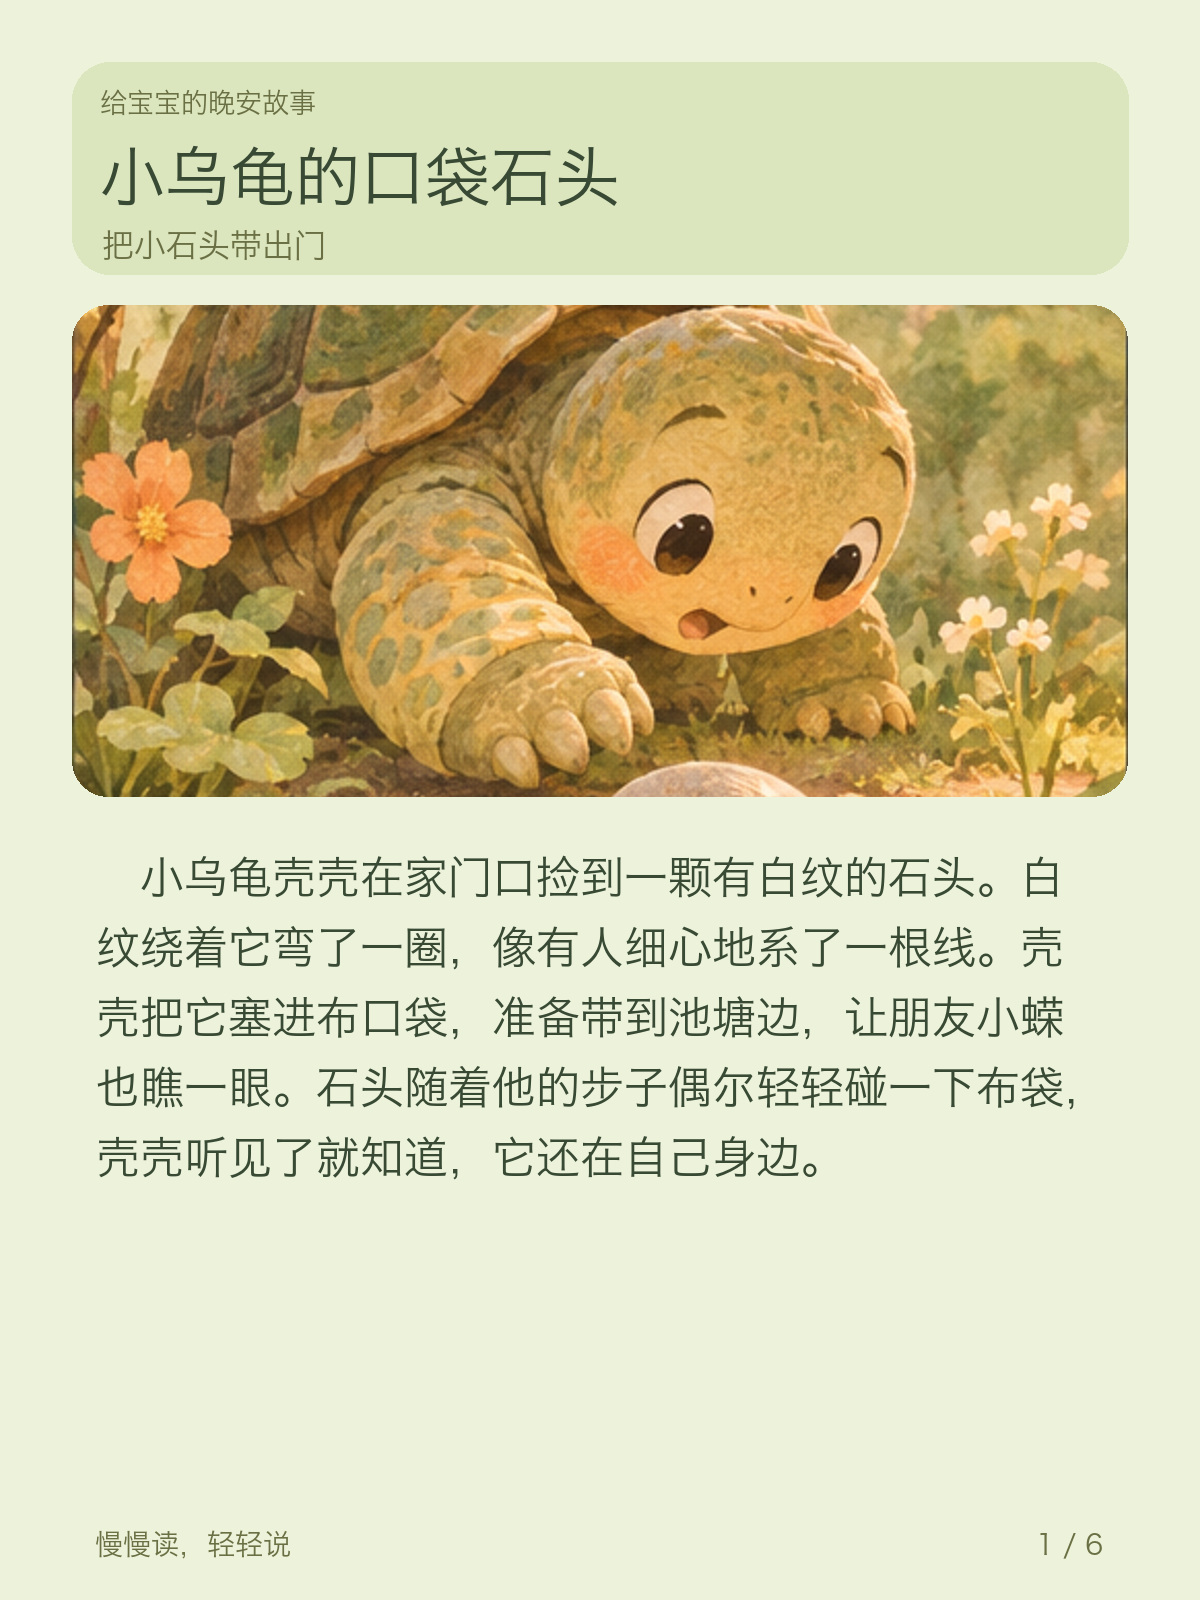 给宝宝的晚安故事
小乌龟的口袋石头
把小石头带出门
小乌龟壳壳在家门口捡到一颗有白纹的石头。白
纹绕着它弯了一圈，像有人细心地系了一根线。壳
壳把它塞进布口袋，准备带到池塘边，让朋友小蝾
也瞧一眼。石头随着他的步子偶尔轻轻碰一下布袋，
壳壳听见了就知道，它还在自己身边。
慢慢读，轻轻说
1 / 6